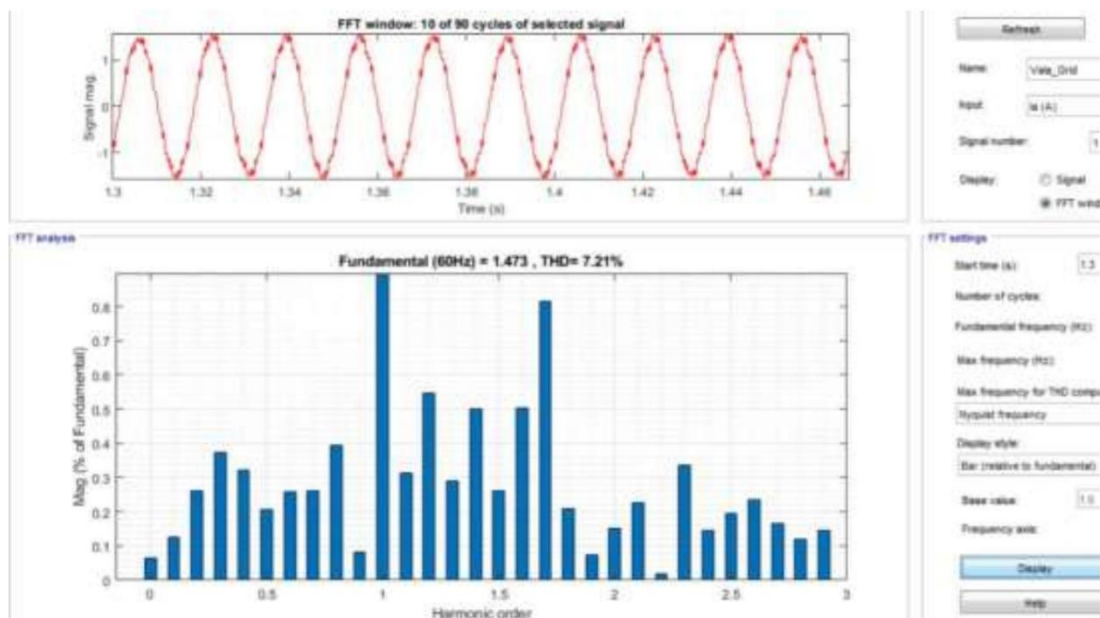 FFT window: 10 of 90 cycles of selected signal
Signal mag.
1
0
-1
1.3 1.32 1.34 1.36 1.38 1.4 1.42 1.44 1.46
Time (s)
Refresh
Name: VaIa_Grid
Input: Ia (A)
Signal number: 1
Display: Signal
FFT wind
FFT analysis
Fundamental (60Hz) = 1.473 , THD= 7.21%
Mag (% of Fundamental)
0.8
0.7
0.6
0.5
0.4
0.3
0.2
0.1
0
0 0.5 1 1.5 2 2.5 3
Harmonic order
FFT settings
Start time (s): 1.3
Number of cycles:
Fundamental frequency (Hz):
Max frequency (Hz):
Max frequency for THD compu
Nyquist frequency
Display style:
Bar (relative to fundamental)
Base value: 1.0
Frequency axis:
Display
Help